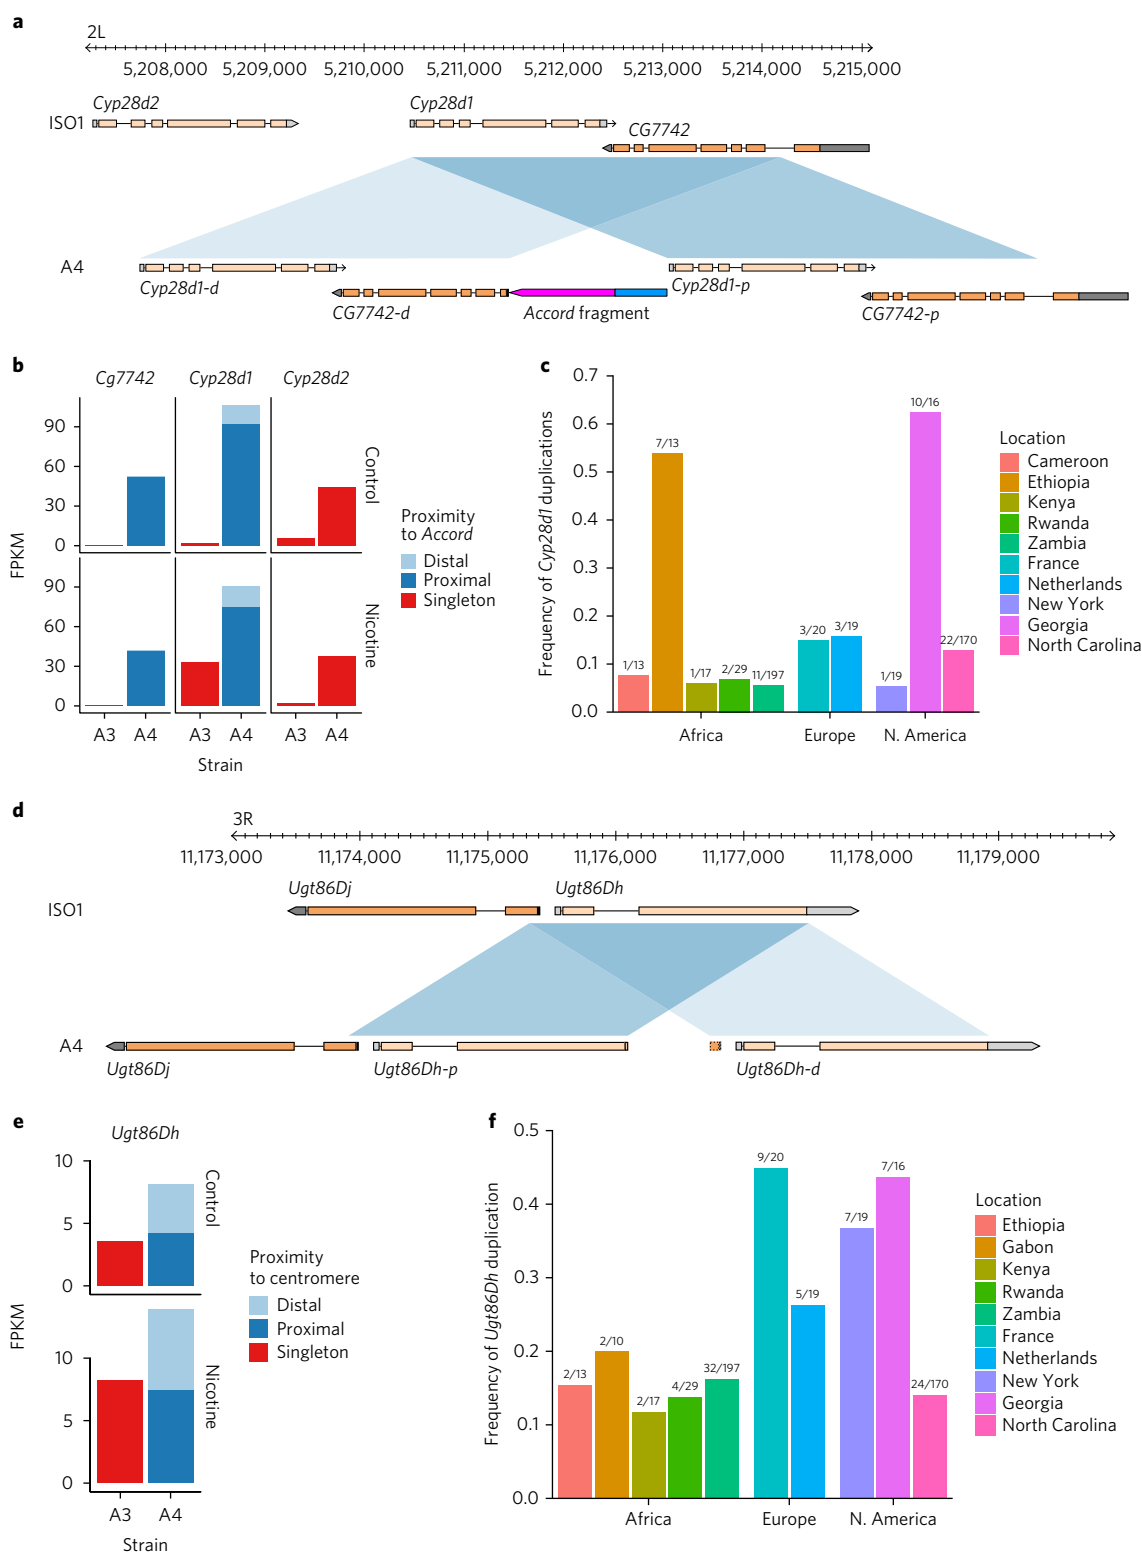 a
2L
5,208,000 5,209,000 5,210,000 5,211,000 5,212,000 5,213,000 5,214,000 5,215,000
Cyp28d2 Cyp28d1
ISO1
CG7742
A4
Cyp28d1-d Cyp28d1-p
CG7742-d Accord fragment CG7742-p
b
Cg7742 Cyp28d1 Cyp28d2
90
60
30
0
Control
90
60
30
0
Nicotine
FPKM
A3 A4 A3 A4 A3 A4
Strain
Proximity
to Accord
Distal
Proximal
Singleton
c
Frequency of Cyp28d1 duplications
0.7
0.6
0.5
0.4
0.3
0.2
0.1
0.0
1/13 7/13 1/17 2/29 11/197 3/20 3/19 1/19 10/16 22/170
Africa Europe N. America
Location
Cameroon
Ethiopia
Kenya
Rwanda
Zambia
France
Netherlands
New York
Georgia
North Carolina
d
3R
11,173,000 11,174,000 11,175,000 11,176,000 11,177,000 11,178,000 11,179,000
Ugt86Dj Ugt86Dh
ISO1
A4
Ugt86Dj Ugt86Dh-p Ugt86Dh-d
e
Ugt86Dh
10
5
0
Control
10
5
0
Nicotine
FPKM
A3 A4
Strain
Proximity
to centromere
Distal
Proximal
Singleton
f
Frequency of Ugt86Dh duplication
0.5
0.4
0.3
0.2
0.1
0.0
2/13 2/10 2/17 4/29 32/197 9/20 5/19 7/19 7/16 24/170
Africa Europe N. America
Location
Ethiopia
Gabon
Kenya
Rwanda
Zambia
France
Netherlands
New York
Georgia
North Carolina